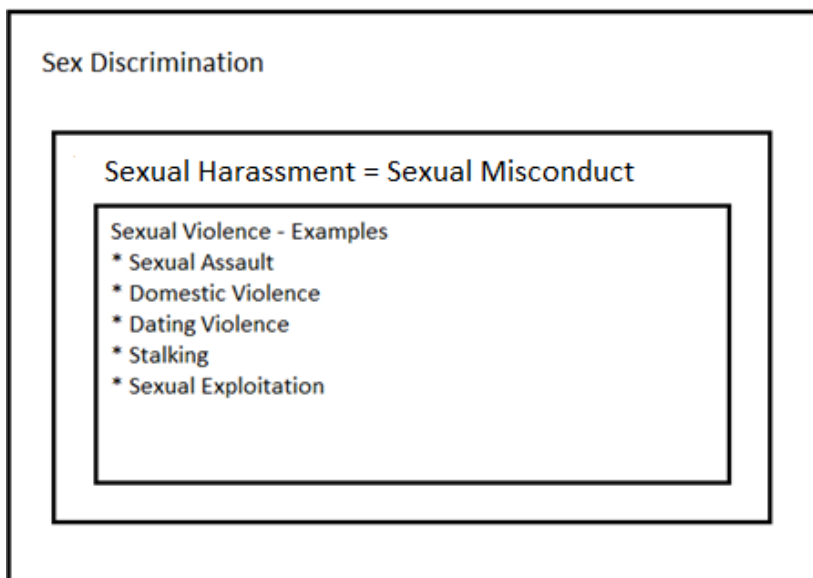 Sex Discrimination
Sexual Harassment = Sexual Misconduct
Sexual Violence - Examples
* Sexual Assault
* Domestic Violence
* Dating Violence
* Stalking
* Sexual Exploitation